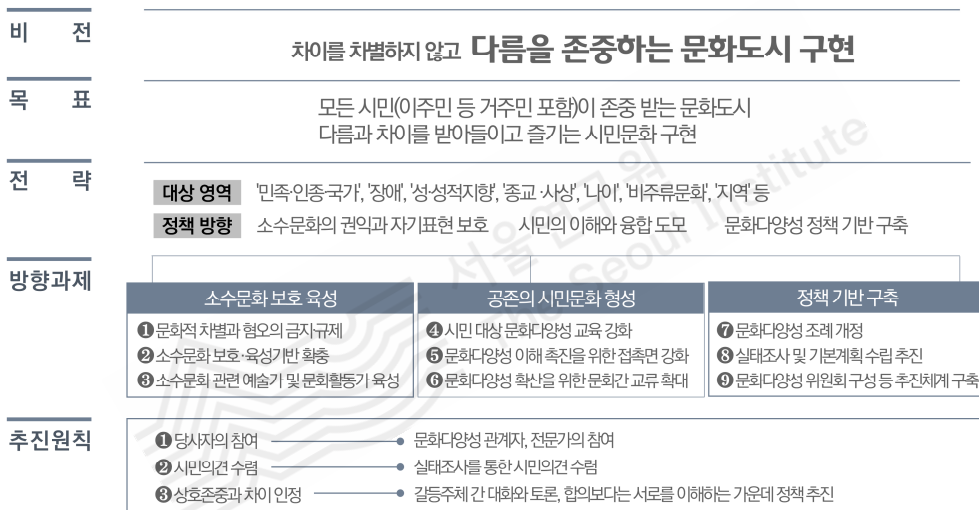 비 전
차이를 차별하지 않고 다름을 존중하는 문화도시 구현
목 표
모든 시민(이주민 등 거주민 포함)이 존중 받는 문화도시
다름과 차이를 받아들이고 즐기는 시민문화 구현
전 략
대상 영역 '민족·인종·국가', '장애', '성·성적지향', '종교·사상', '나이', '비주류문화', '지역' 등
정책 방향 소수문화의 권익과 자기표현 보호 시민의 이해와 융합 도모 문화다양성 정책 기반 구축
방향과제
소수문화 보호 육성
❶ 문화적 차별과 혐오의 금지·규제
❷ 소수문화 보호·육성기반 확충
❸ 소수문회 관련 예술가 및 문화활동가 육성
공존의 시민문화 형성
❹ 시민 대상 문화다양성 교육 강화
❺ 문화다양성 이해 촉진을 위한 접촉면 강화
❻ 문화다양성 확산을 위한 문화간 교류 확대
정책 기반 구축
❼ 문화다양성 조례 개정
❽ 실태조사 및 기본계획 수립 추진
❾ 문화다양성 위원회 구성 등 추진체계 구축
추진원칙
❶ 당사자의 참여 문화다양성 관계자, 전문가의 참여
❷ 시민의견 수렴 실태조사를 통한 시민의견 수렴
❸ 상호존중과 차이 인정 갈등주체 간 대화와 토론, 합의보다는 서로를 이해하는 가운데 정책 추진
서울연구원
The Seoul Institute